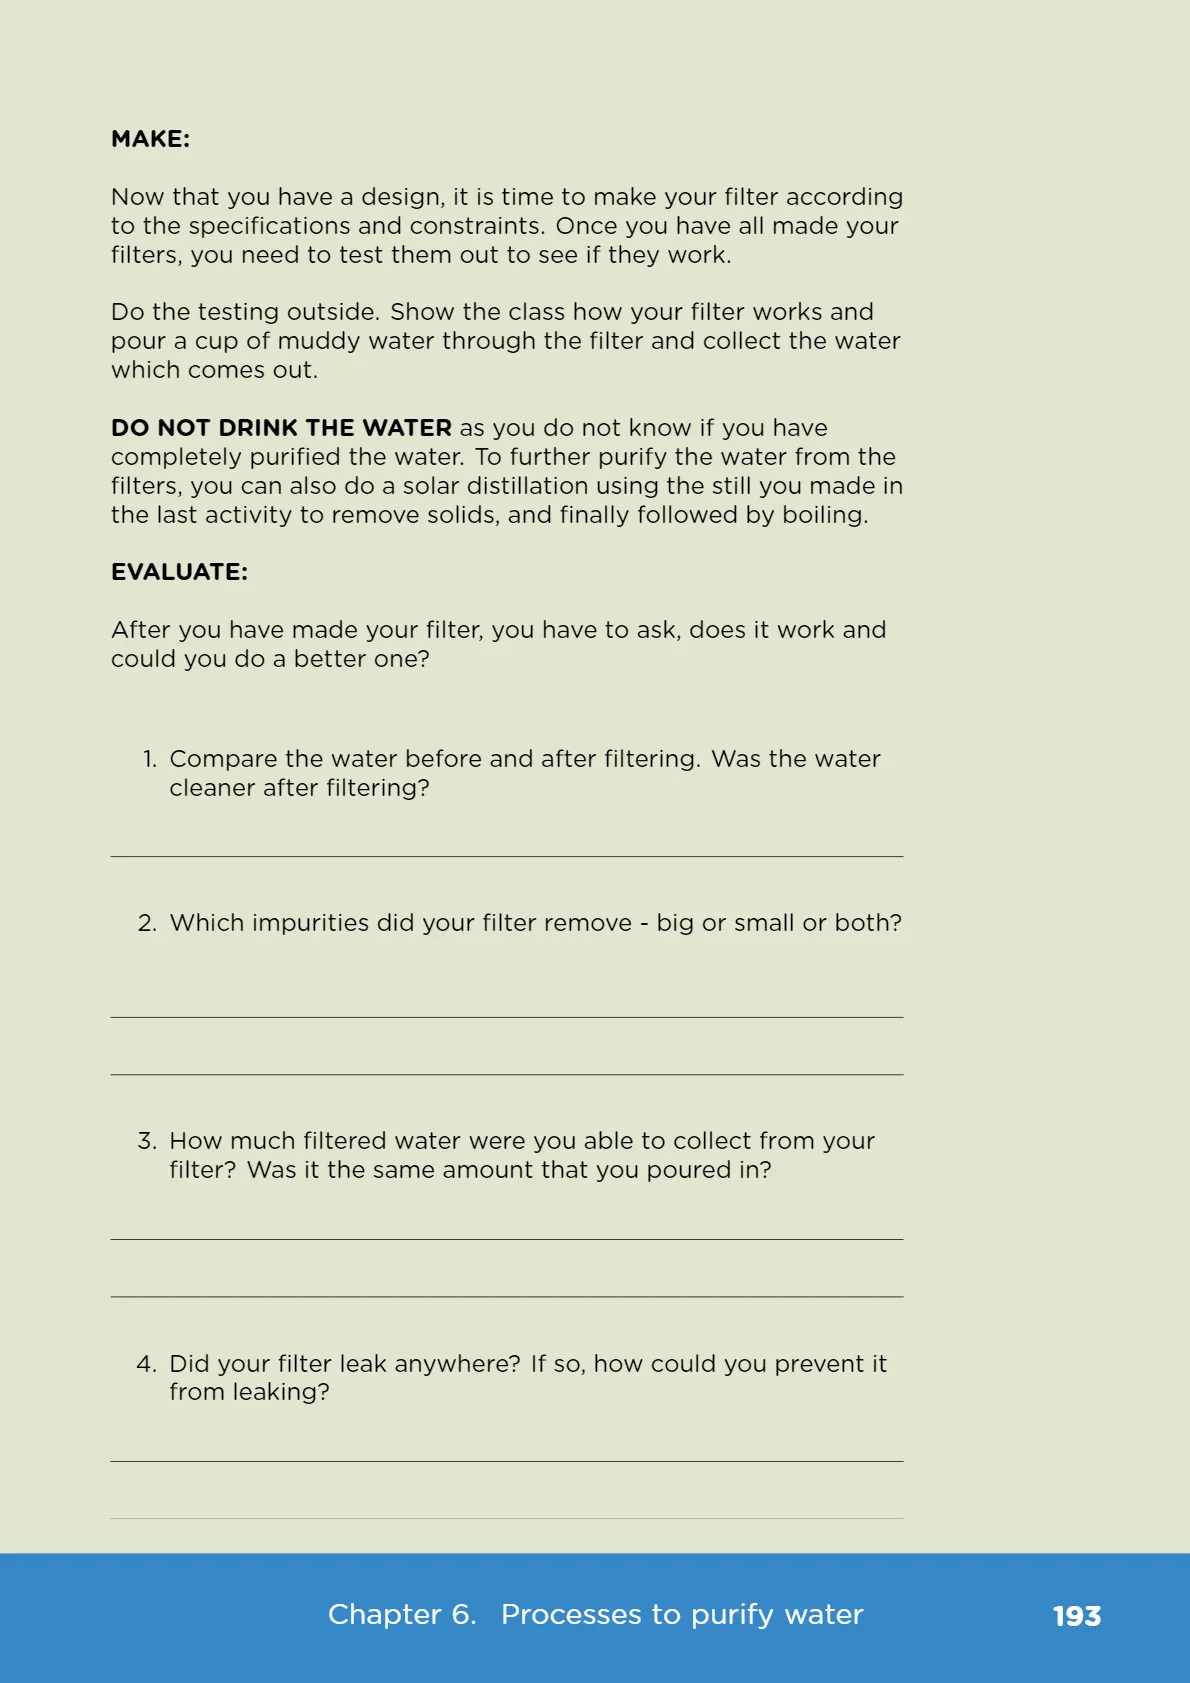 MAKE:
Now that you have a design, it is time to make your filter according
to the specifications and constraints. Once you have all made your
filters, you need to test them out to see if they work.
Do the testing outside. Show the class how your filter works and
pour a cup of muddy water through the filter and collect the water
which comes out.
DO NOT DRINK THE WATER as you do not know if you have
completely purified the water. To further purify the water from the
filters, you can also do a solar distillation using the still you made in
the last activity to remove solids, and finally followed by boiling.
EVALUATE:
After you have made your filter, you have to ask, does it work and
could you do a better one?
1. Compare the water before and after filtering. Was the water
cleaner after filtering?
2. Which impurities did your filter remove - big or small or both?
3. How much filtered water were you able to collect from your
filter? Was it the same amount that you poured in?
4. Did your filter leak anywhere? If so, how could you prevent it
from leaking?
Chapter 6. Processes to purify water 193